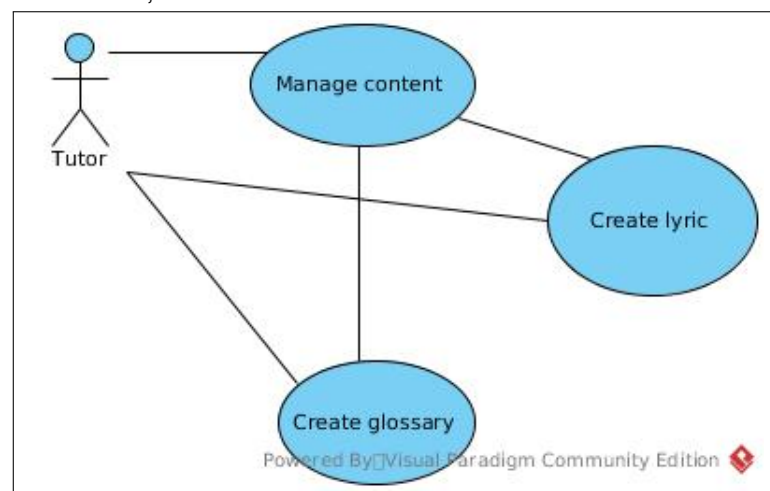 Manage content
Tutor
Create lyric
Create glossary
Powered By Visual Paradigm Community Edition